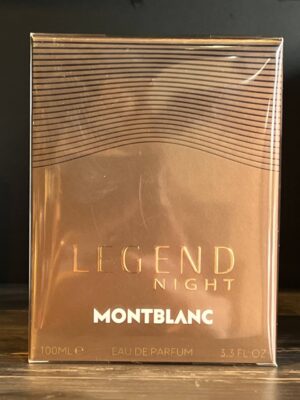 LEGEND
NIGHT
MONTBLANC
100ML ℮ EAU DE PARFUM 3.3 FL.OZ